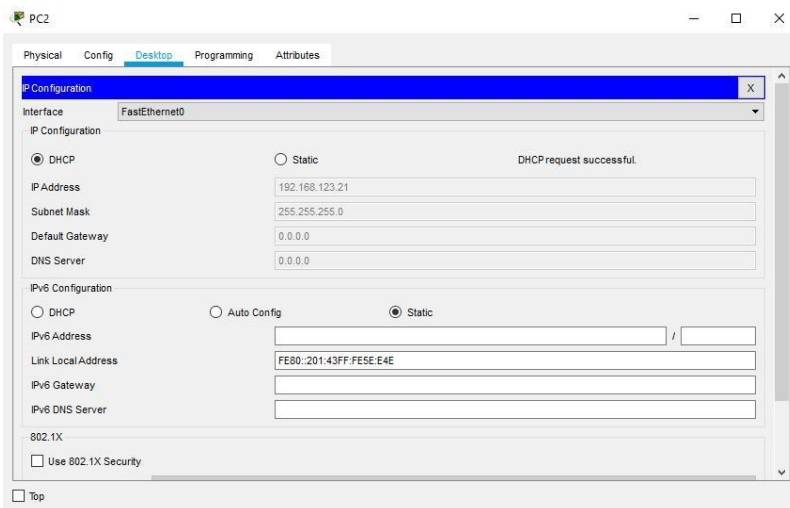 PC2
Physical Config Desktop Programming Attributes
IP Configuration X
Interface FastEthernet0
IP Configuration
DHCP Static DHCP request successful.
IP Address 192.168.123.21
Subnet Mask 255.255.255.0
Default Gateway 0.0.0.0
DNS Server 0.0.0.0
IPv6 Configuration
DHCP Auto Config Static
IPv6 Address /
Link Local Address FE80::201:43FF:FE5E:E4E
IPv6 Gateway
IPv6 DNS Server
802.1X
Use 802.1X Security
Top